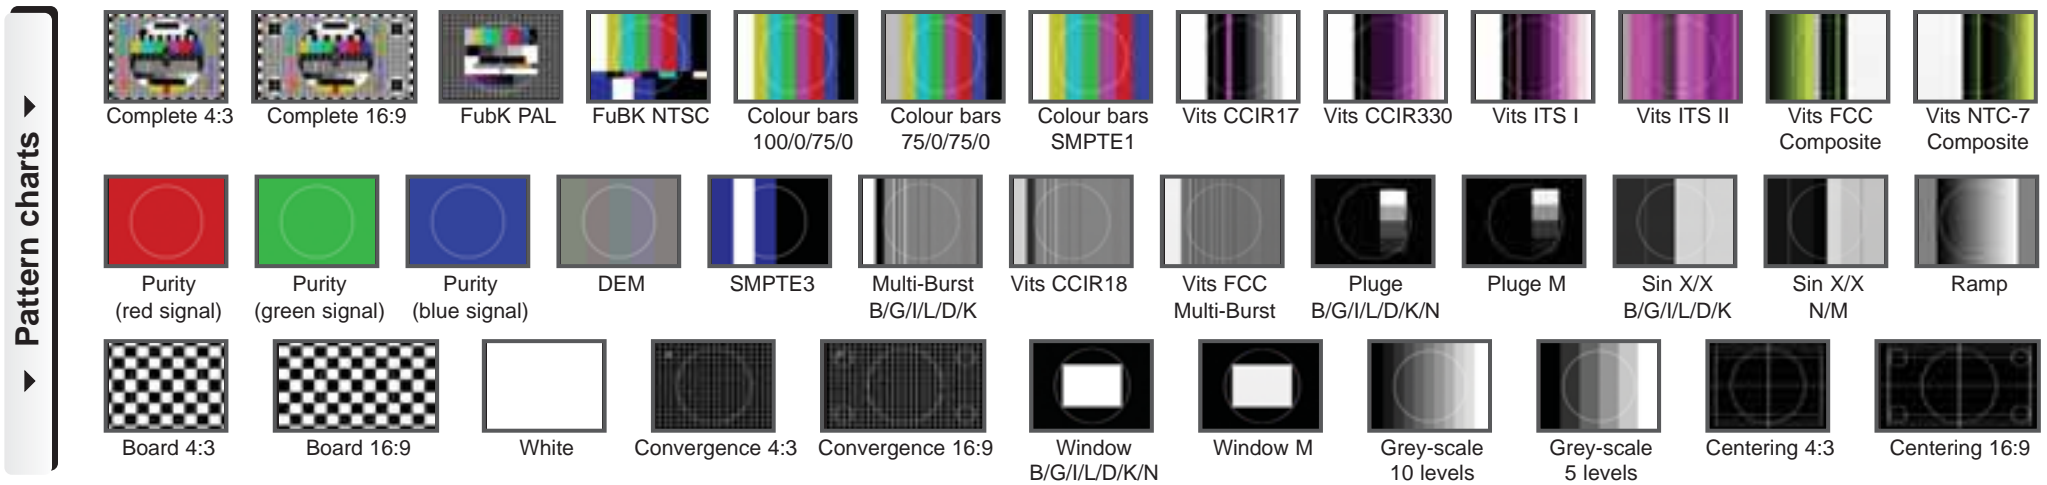 Pattern charts
Complete 4:3
Complete 16:9
FubK PAL
FuBK NTSC
Colour bars
100/0/75/0
Colour bars
75/0/75/0
Colour bars
SMPTE1
Vits CCIR17
Vits CCIR330
Vits ITS I
Vits ITS II
Vits FCC
Composite
Vits NTC-7
Composite
Purity
(red signal)
Purity
(green signal)
Purity
(blue signal)
DEM
SMPTE3
Multi-Burst
B/G/I/L/D/K
Vits CCIR18
Vits FCC
Multi-Burst
Pluge
B/G/I/L/D/K/N
Pluge M
Sin X/X
B/G/I/L/D/K
Sin X/X
N/M
Ramp
Board 4:3
Board 16:9
White
Convergence 4:3
Convergence 16:9
Window
B/G/I/L/D/K/N
Window M
Grey-scale
10 levels
Grey-scale
5 levels
Centering 4:3
Centering 16:9